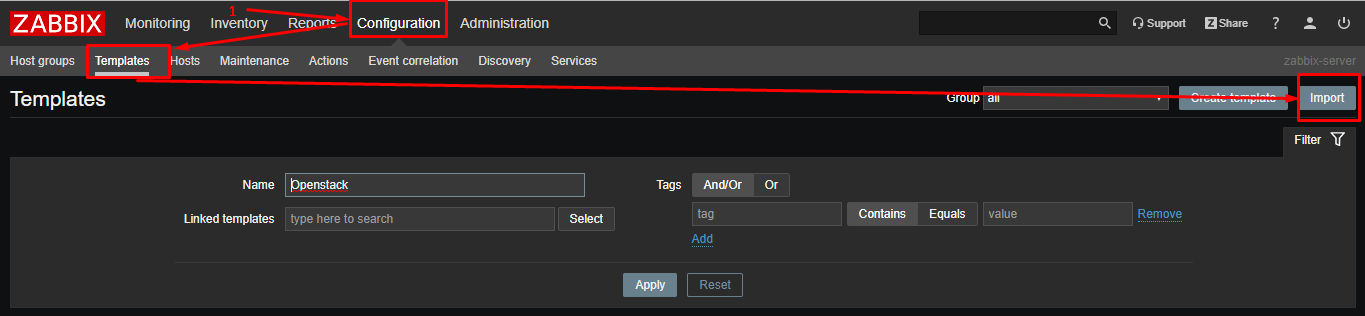 ZABBIX Monitoring Inventory Reports Configuration Administration Support Z Share ?
1
Host groups Templates Hosts Maintenance Actions Event correlation Discovery Services zabbix-server
Templates Group all Create template Import
Filter
Name Openstack Tags And/Or Or
Linked templates type here to search Select tag Contains Equals value Remove
Add
Apply Reset